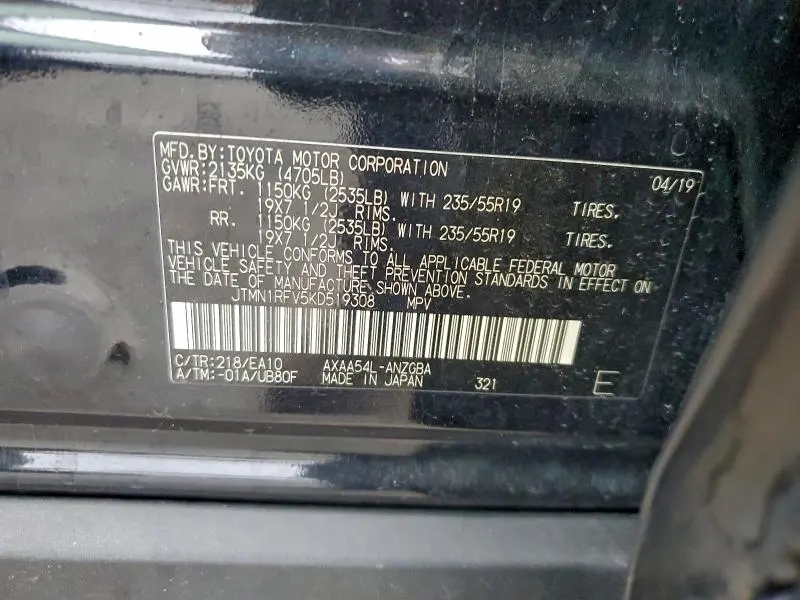 MFD. BY: TOYOTA MOTOR CORPORATION 04/19
GVWR: 2135KG (4705LB)
GAWR: FRT. 1150KG (2535LB) WITH 235/55R19 TIRES.
19X7 1/2J RIMS.
RR. 1150KG (2535LB) WITH 235/55R19 TIRES.
19X7 1/2J RIMS.
THIS VEHICLE CONFORMS TO ALL APPLICABLE FEDERAL MOTOR
VEHICLE SAFETY AND THEFT PREVENTION STANDARDS IN EFFECT ON
THE DATE OF MANUFACTURE SHOWN ABOVE.
JTMN1RFV5KD519308 MPV
C/TR: 218/EA10 AXAA54L-ANZGBA
A/TM: -01A/UB80F MADE IN JAPAN 321 E